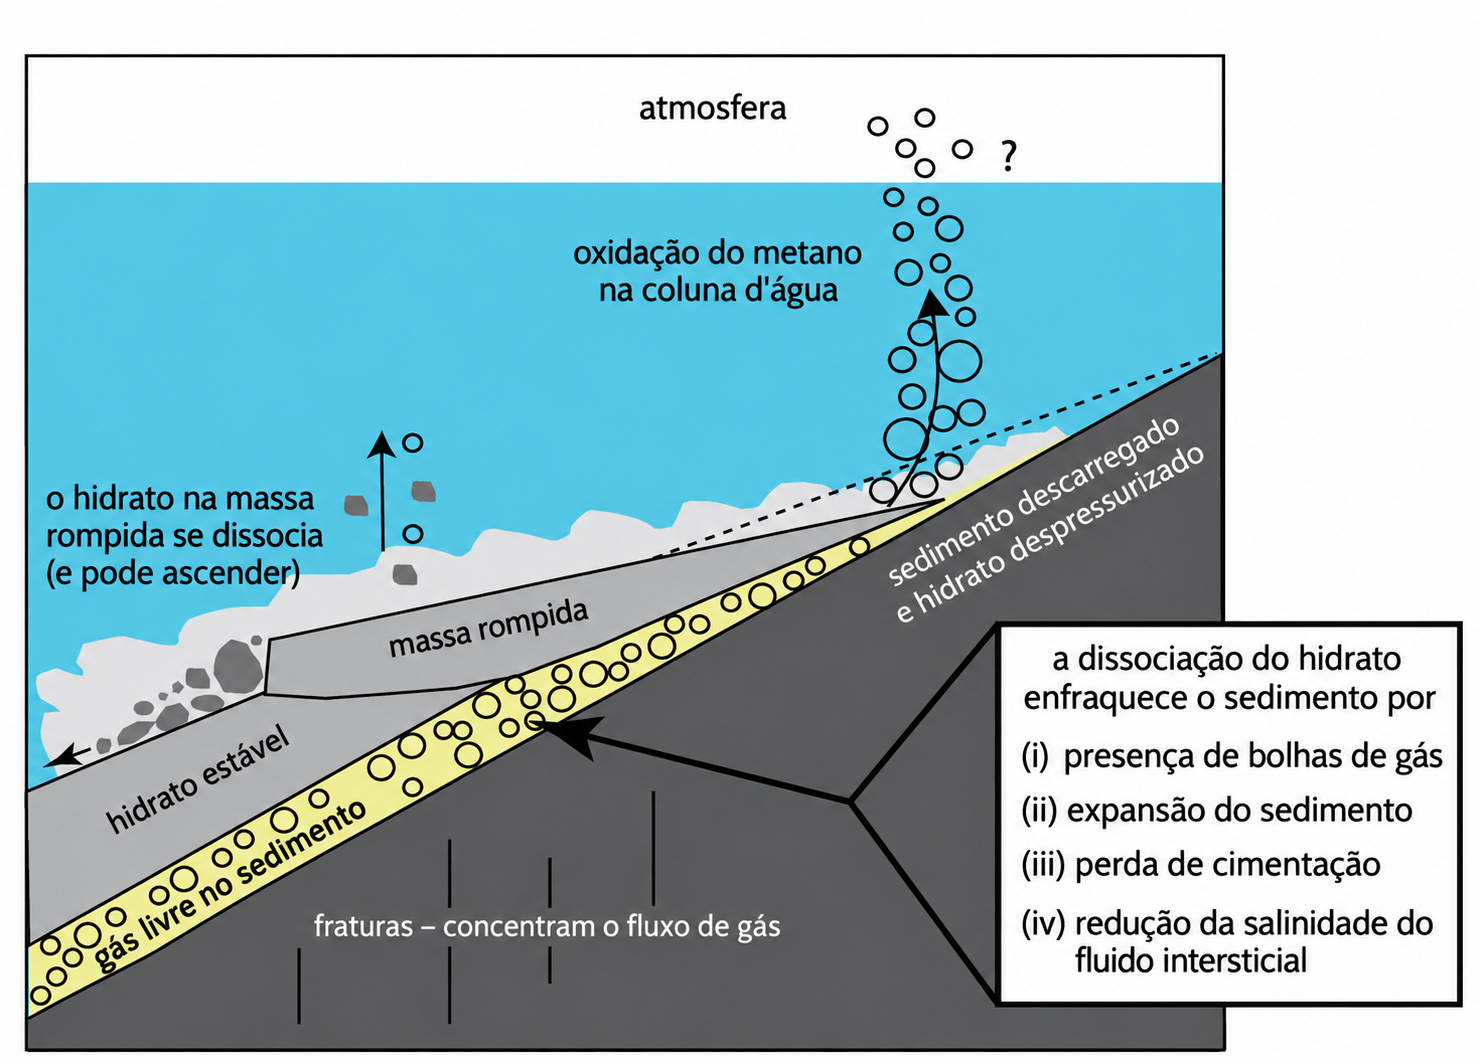 atmosfera
?
oxidação do metano
na coluna d'água
o hidrato na massa
rompida se dissocia
(e pode ascender)
massa rompida
hidrato estável
gás livre no sedimento
sedimento descarregado
e hidrato despressurizado
fraturas – concentram o fluxo de gás
a dissociação do hidrato
enfraquece o sedimento por
(i) presença de bolhas de gás
(ii) expansão do sedimento
(iii) perda de cimentação
(iv) redução da salinidade do
fluido intersticial